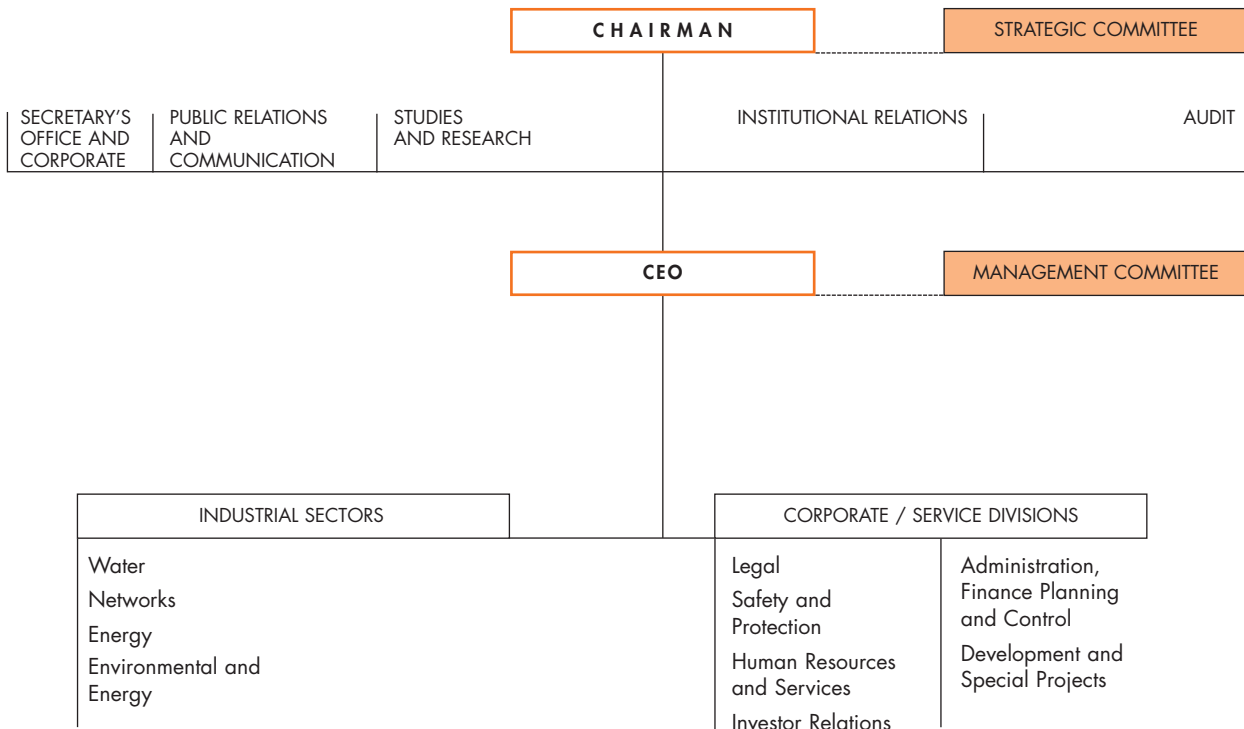 CHAIRMAN
STRATEGIC COMMITTEE
SECRETARY'S
OFFICE AND
CORPORATE
PUBLIC RELATIONS
AND
COMMUNICATION
STUDIES
AND RESEARCH
INSTITUTIONAL RELATIONS
AUDIT
CEO
MANAGEMENT COMMITTEE
INDUSTRIAL SECTORS
Water
Networks
Energy
Environmental and
Energy
CORPORATE / SERVICE DIVISIONS
Legal
Safety and
Protection
Human Resources
and Services
Investor Relations
Administration,
Finance Planning
and Control
Development and
Special Projects